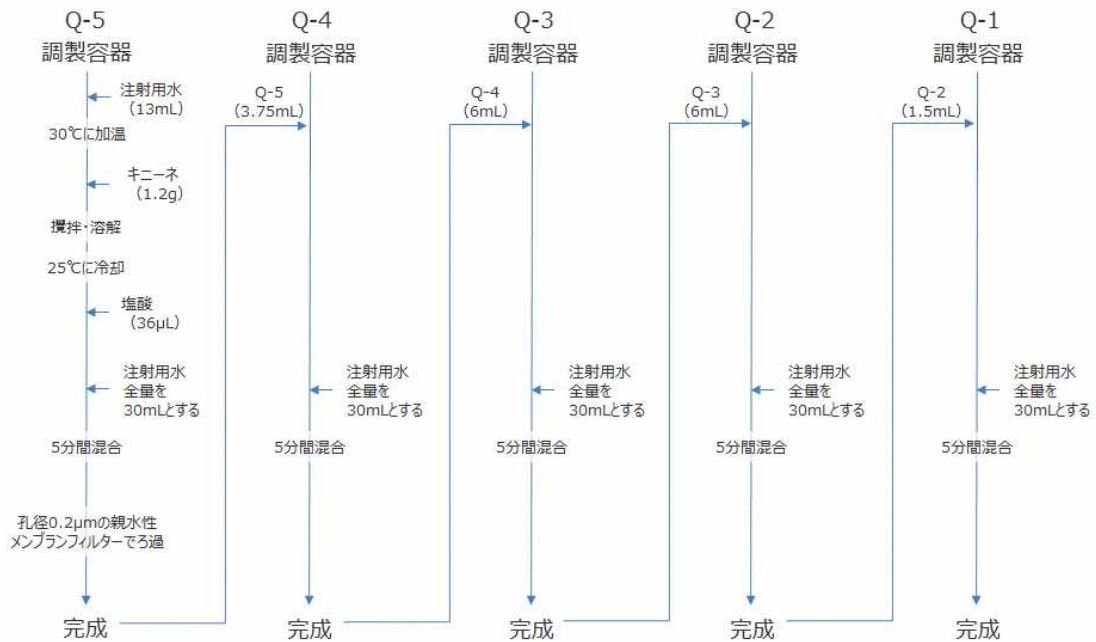 Q-5
調製容器
注射用水
（13mL）
30℃に加温
キニーネ
（1.2g）
攪拌・溶解
25℃に冷却
塩酸
（36μL）
注射用水
全量を
30mLとする
5分間混合
孔径0.2μmの親水性
メンブランフィルターでろ過
完成
Q-4
調製容器
Q-5
（3.75mL）
注射用水
全量を
30mLとする
5分間混合
完成
Q-3
調製容器
Q-4
（6mL）
注射用水
全量を
30mLとする
5分間混合
完成
Q-2
調製容器
Q-3
（6mL）
注射用水
全量を
30mLとする
5分間混合
完成
Q-1
調製容器
Q-2
（1.5mL）
注射用水
全量を
30mLとする
5分間混合
完成